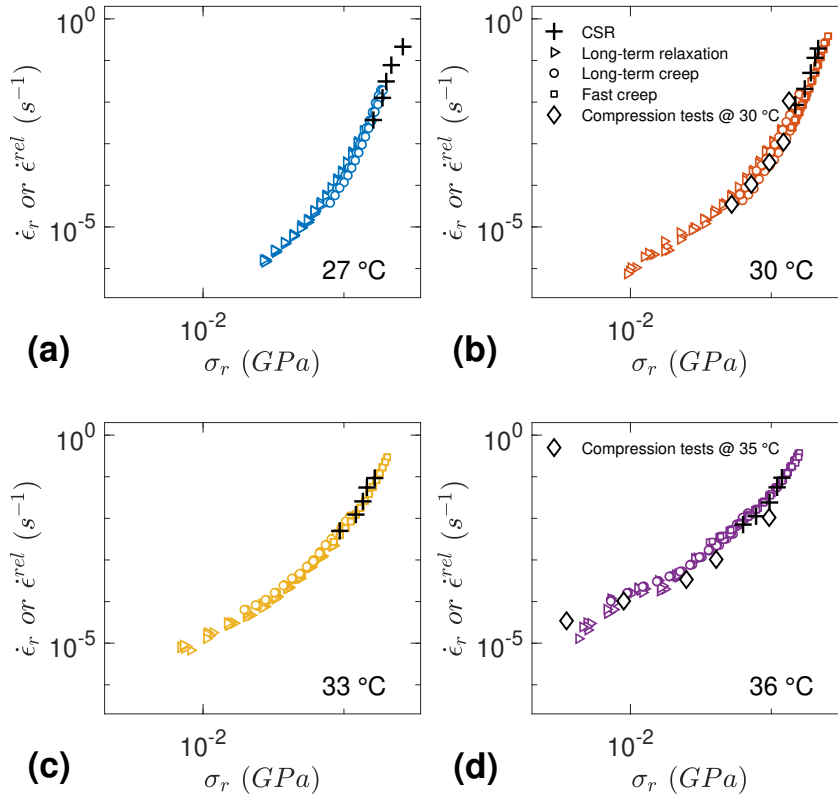 10^0
10^-5
10^-2
ε̇_r or ε̇^rel (s^-1)
σ_r (GPa)
27 °C
(a)
10^0
10^-5
10^-2
ε̇_r or ε̇^rel (s^-1)
σ_r (GPa)
CSR
Long-term relaxation
Long-term creep
Fast creep
Compression tests @ 30 °C
30 °C
(b)
10^0
10^-5
10^-2
ε̇_r or ε̇^rel (s^-1)
σ_r (GPa)
33 °C
(c)
10^0
10^-5
10^-2
ε̇_r or ε̇^rel (s^-1)
σ_r (GPa)
Compression tests @ 35 °C
36 °C
(d)